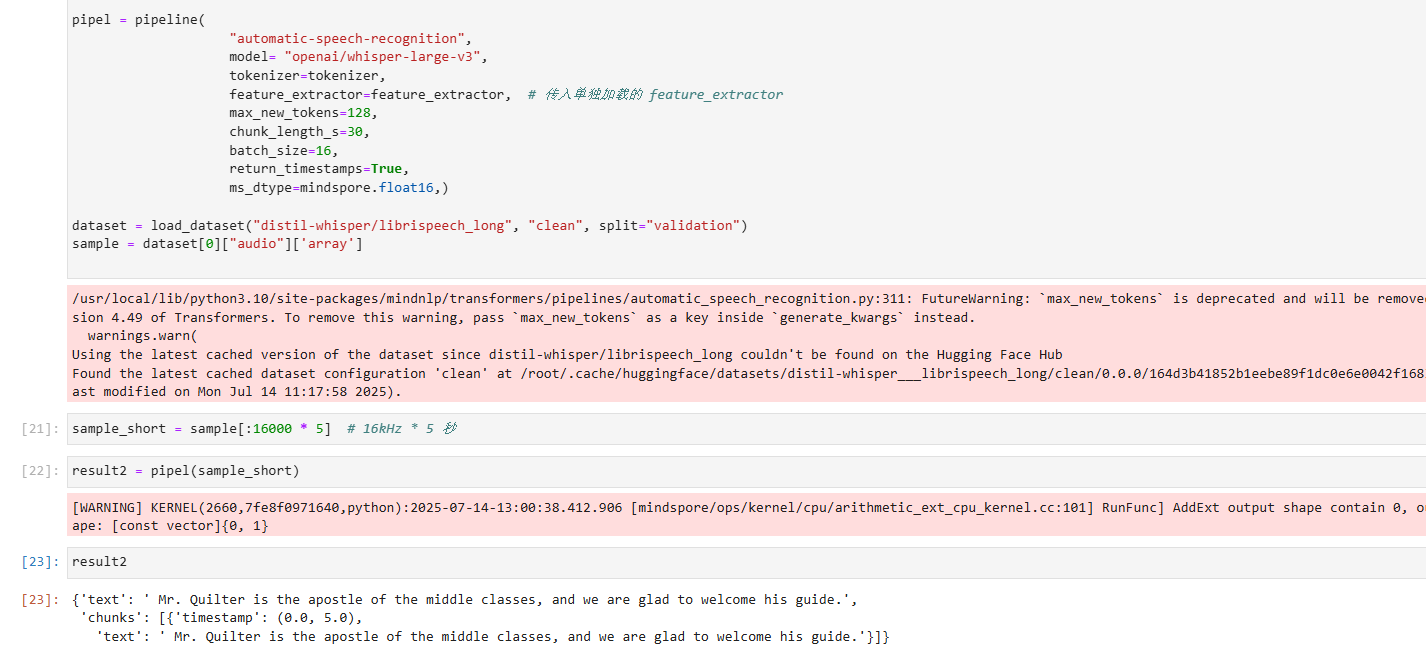 pipel = pipeline(
"automatic-speech-recognition",
model= "openai/whisper-large-v3",
tokenizer=tokenizer,
feature_extractor=feature_extractor,  # 传入单独加载的 feature_extractor
max_new_tokens=128,
chunk_length_s=30,
batch_size=16,
return_timestamps=True,
ms_dtype=mindspore.float16,)
dataset = load_dataset("distil-whisper/librispeech_long", "clean", split="validation")
sample = dataset[0]["audio"]['array']
/usr/local/lib/python3.10/site-packages/mindnlp/transformers/pipelines/automatic_speech_recognition.py:311: FutureWarning: `max_new_tokens` is deprecated and will be remove
sion 4.49 of Transformers. To remove this warning, pass `max_new_tokens` as a key inside `generate_kwargs` instead.
warnings.warn(
Using the latest cached version of the dataset since distil-whisper/librispeech_long couldn't be found on the Hugging Face Hub
Found the latest cached dataset configuration 'clean' at /root/.cache/huggingface/datasets/distil-whisper___librispeech_long/clean/0.0.0/164d3b41852b1eebe89f1dc0e6e0042f168
ast modified on Mon Jul 14 11:17:58 2025).
[21]: sample_short = sample[:16000 * 5]  # 16kHz * 5 秒
[22]: result2 = pipel(sample_short)
[WARNING] KERNEL(2660,7fe8f0971640,python):2025-07-14-13:00:38.412.906 [mindspore/ops/kernel/cpu/arithmetic_ext_cpu_kernel.cc:101] RunFunc] AddExt output shape contain 0, o
ape: [const vector]{0, 1}
[23]: result2
[23]: {'text': ' Mr. Quilter is the apostle of the middle classes, and we are glad to welcome his guide.',
'chunks': [{'timestamp': (0.0, 5.0),
'text': ' Mr. Quilter is the apostle of the middle classes, and we are glad to welcome his guide.'}]}